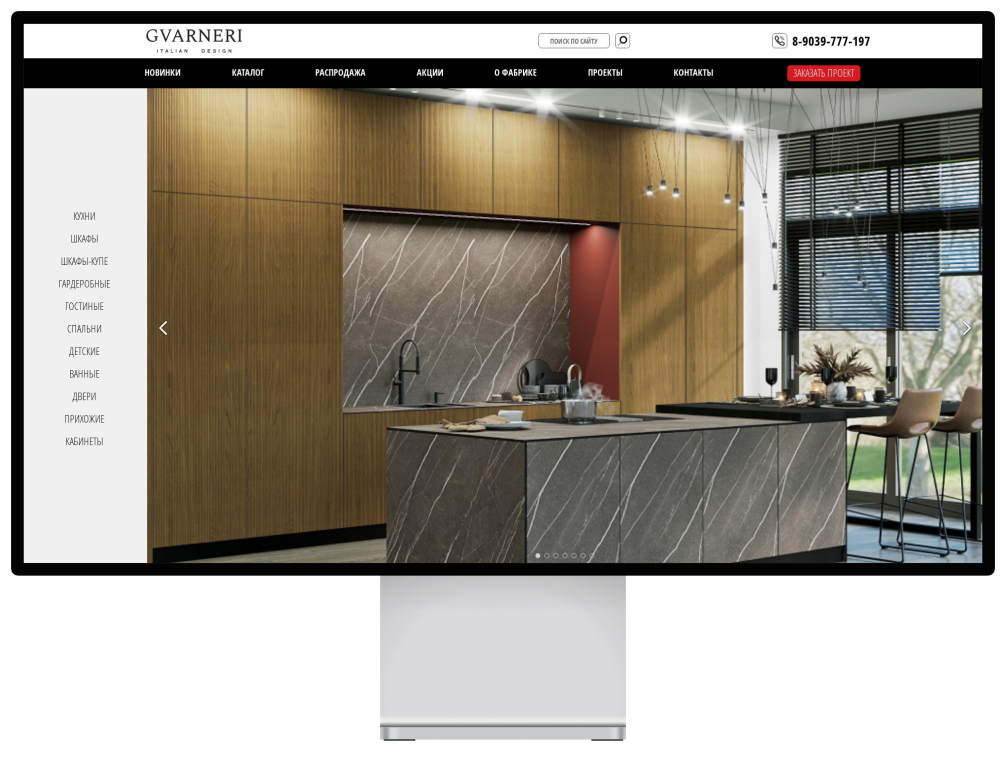 GVARNERI
ITALIAN DESIGN
ПОИСК ПО САЙТУ
8-9039-777-197
НОВИНКИ КАТАЛОГ РАСПРОДАЖА АКЦИИ О ФАБРИКЕ ПРОЕКТЫ КОНТАКТЫ ЗАКАЗАТЬ ПРОЕКТ
КУХНИ
ШКАФЫ
ШКАФЫ-КУПЕ
ГАРДЕРОБНЫЕ
ГОСТИНЫЕ
СПАЛЬНИ
ДЕТСКИЕ
ВАННЫЕ
ДВЕРИ
ПРИХОЖИЕ
КАБИНЕТЫ